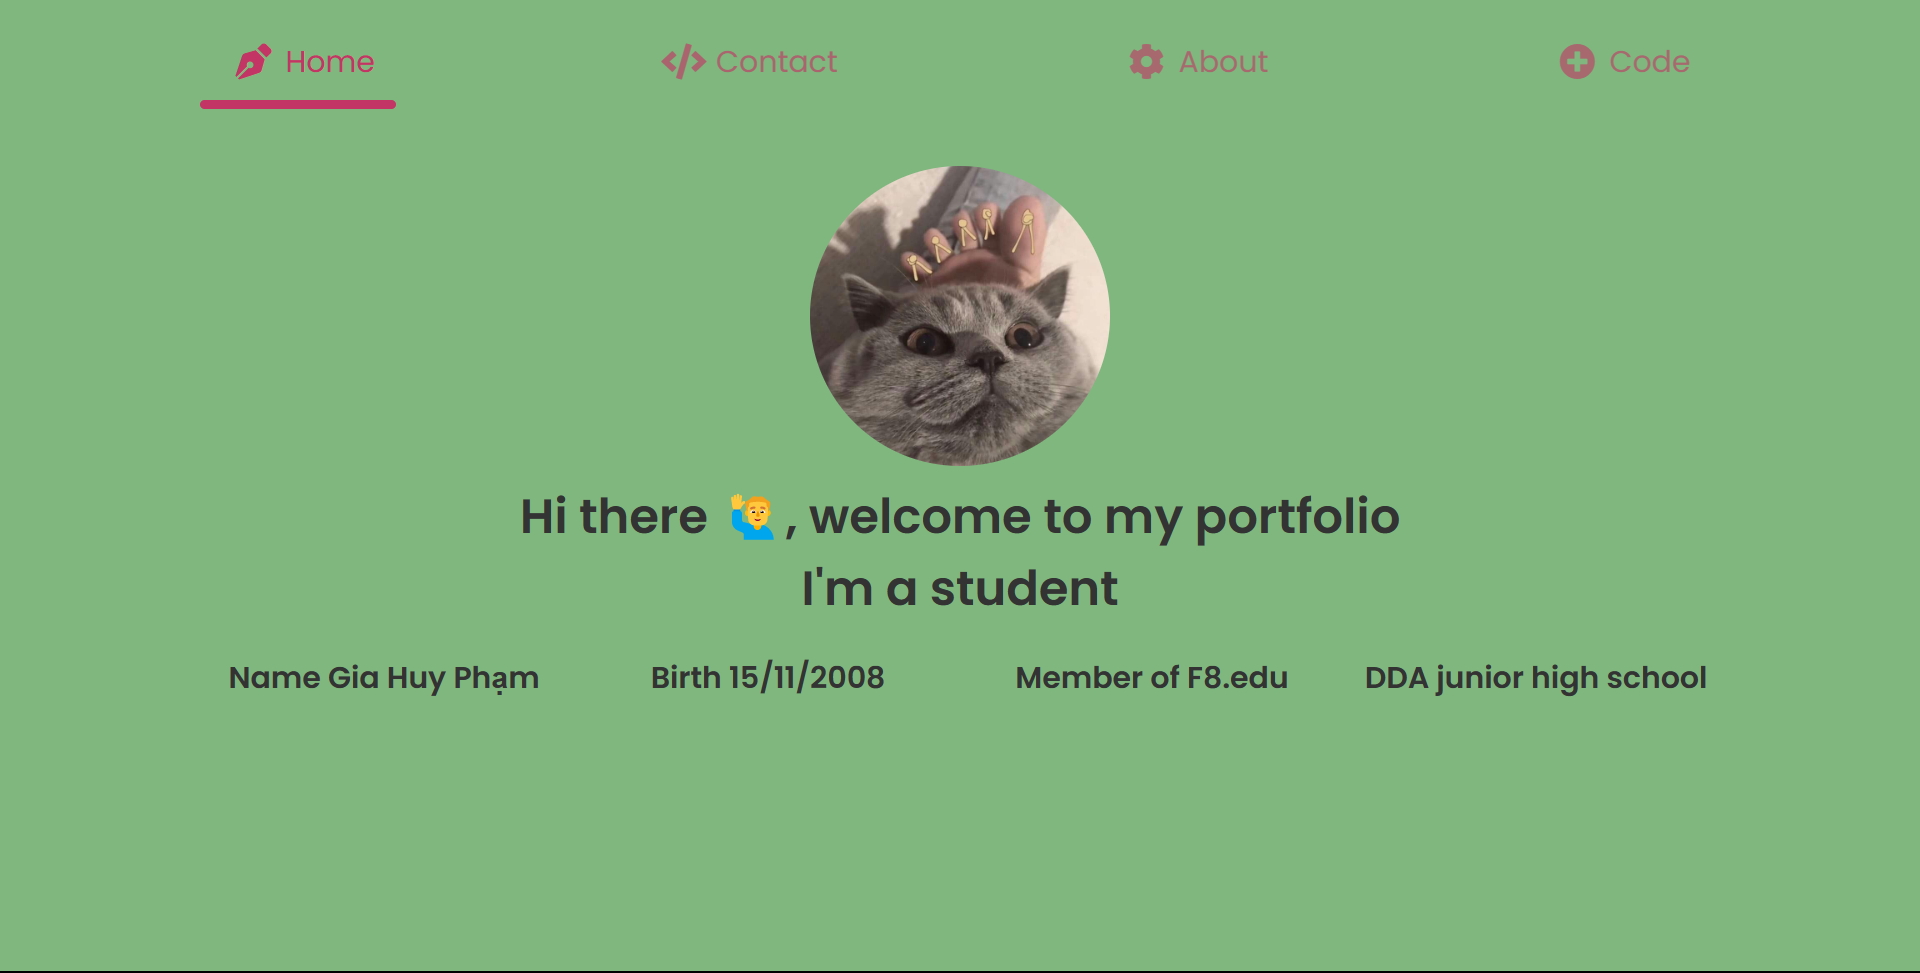 Home Contact About Code
Hi there 🙋‍♂️, welcome to my portfolio
I'm a student
Name Gia Huy Phạm Birth 15/11/2008 Member of F8.edu DDA junior high school